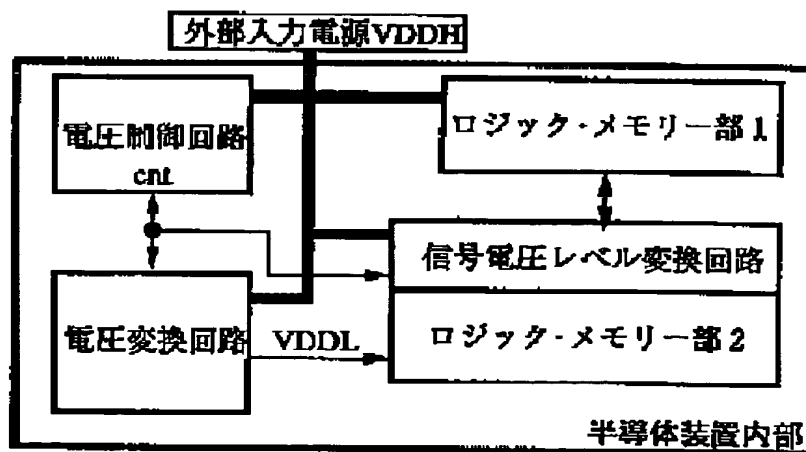 外部入力電源VDDH
電圧制御回路
cnt
ロジック・メモリー部1
信号電圧レベル変換回路
電圧変換回路
VDDL
ロジック・メモリー部2
半導体装置内部